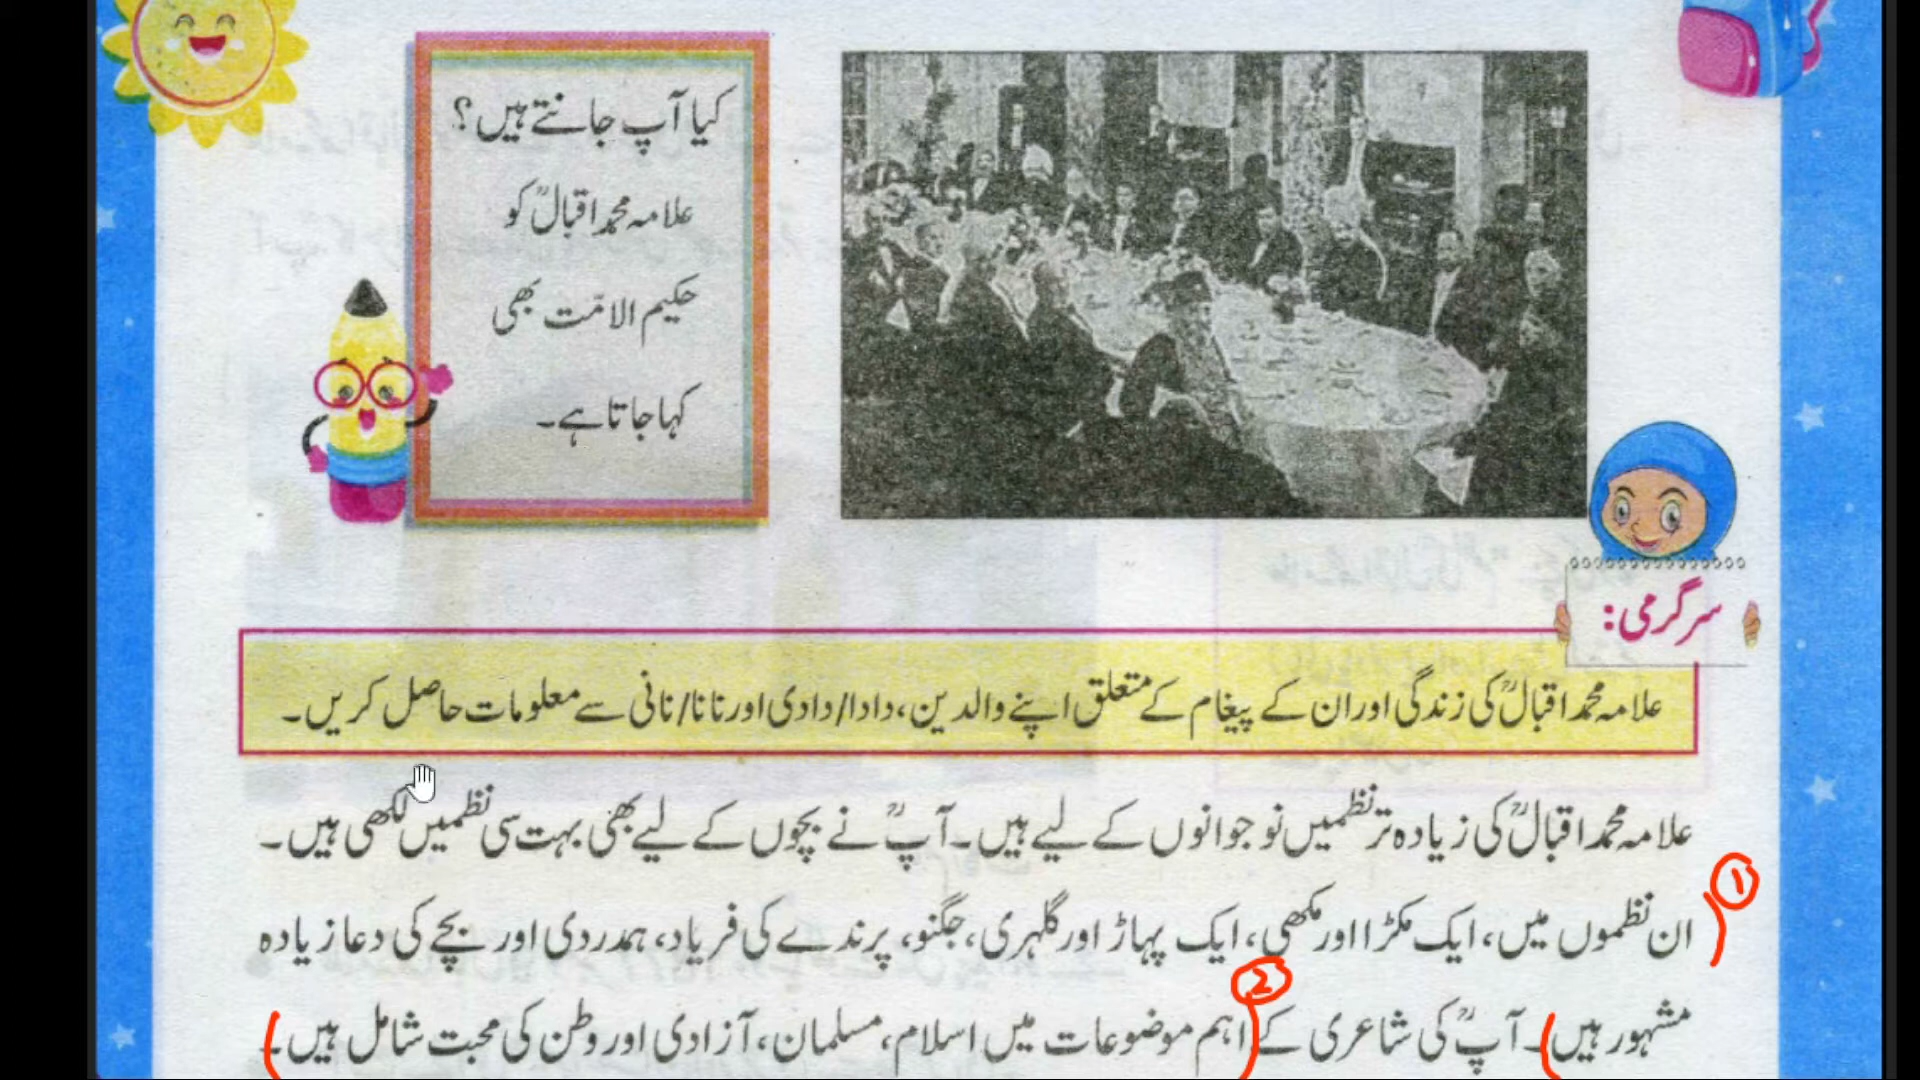 کیا آپ جانتے ہیں؟
علامہ محمد اقبالؒ کو
حکیم الامّت بھی
کہا جاتا ہے۔
سرگرمی:
علامہ محمد اقبالؒ کی زندگی اور ان کے پیغام کے متعلق اپنے والدین، دادا/دادی اور نانا/نانی سے معلومات حاصل کریں۔
علامہ محمد اقبالؒ کی زیادہ تر نظمیں نوجوانوں کے لیے ہیں۔ آپؒ نے بچوں کے لیے بھی بہت سی نظمیں لکھی ہیں۔
1
ان نظموں میں، ایک مکڑا اور مکھی، ایک پہاڑ اور گلہری، جگنو، پرندے کی فریاد، ہمدردی اور بچے کی دعا زیادہ
2
مشہور ہیں۔ آپؒ کی شاعری کے اہم موضوعات میں اسلام، مسلمان، آزادی اور وطن کی محبت شامل ہیں۔